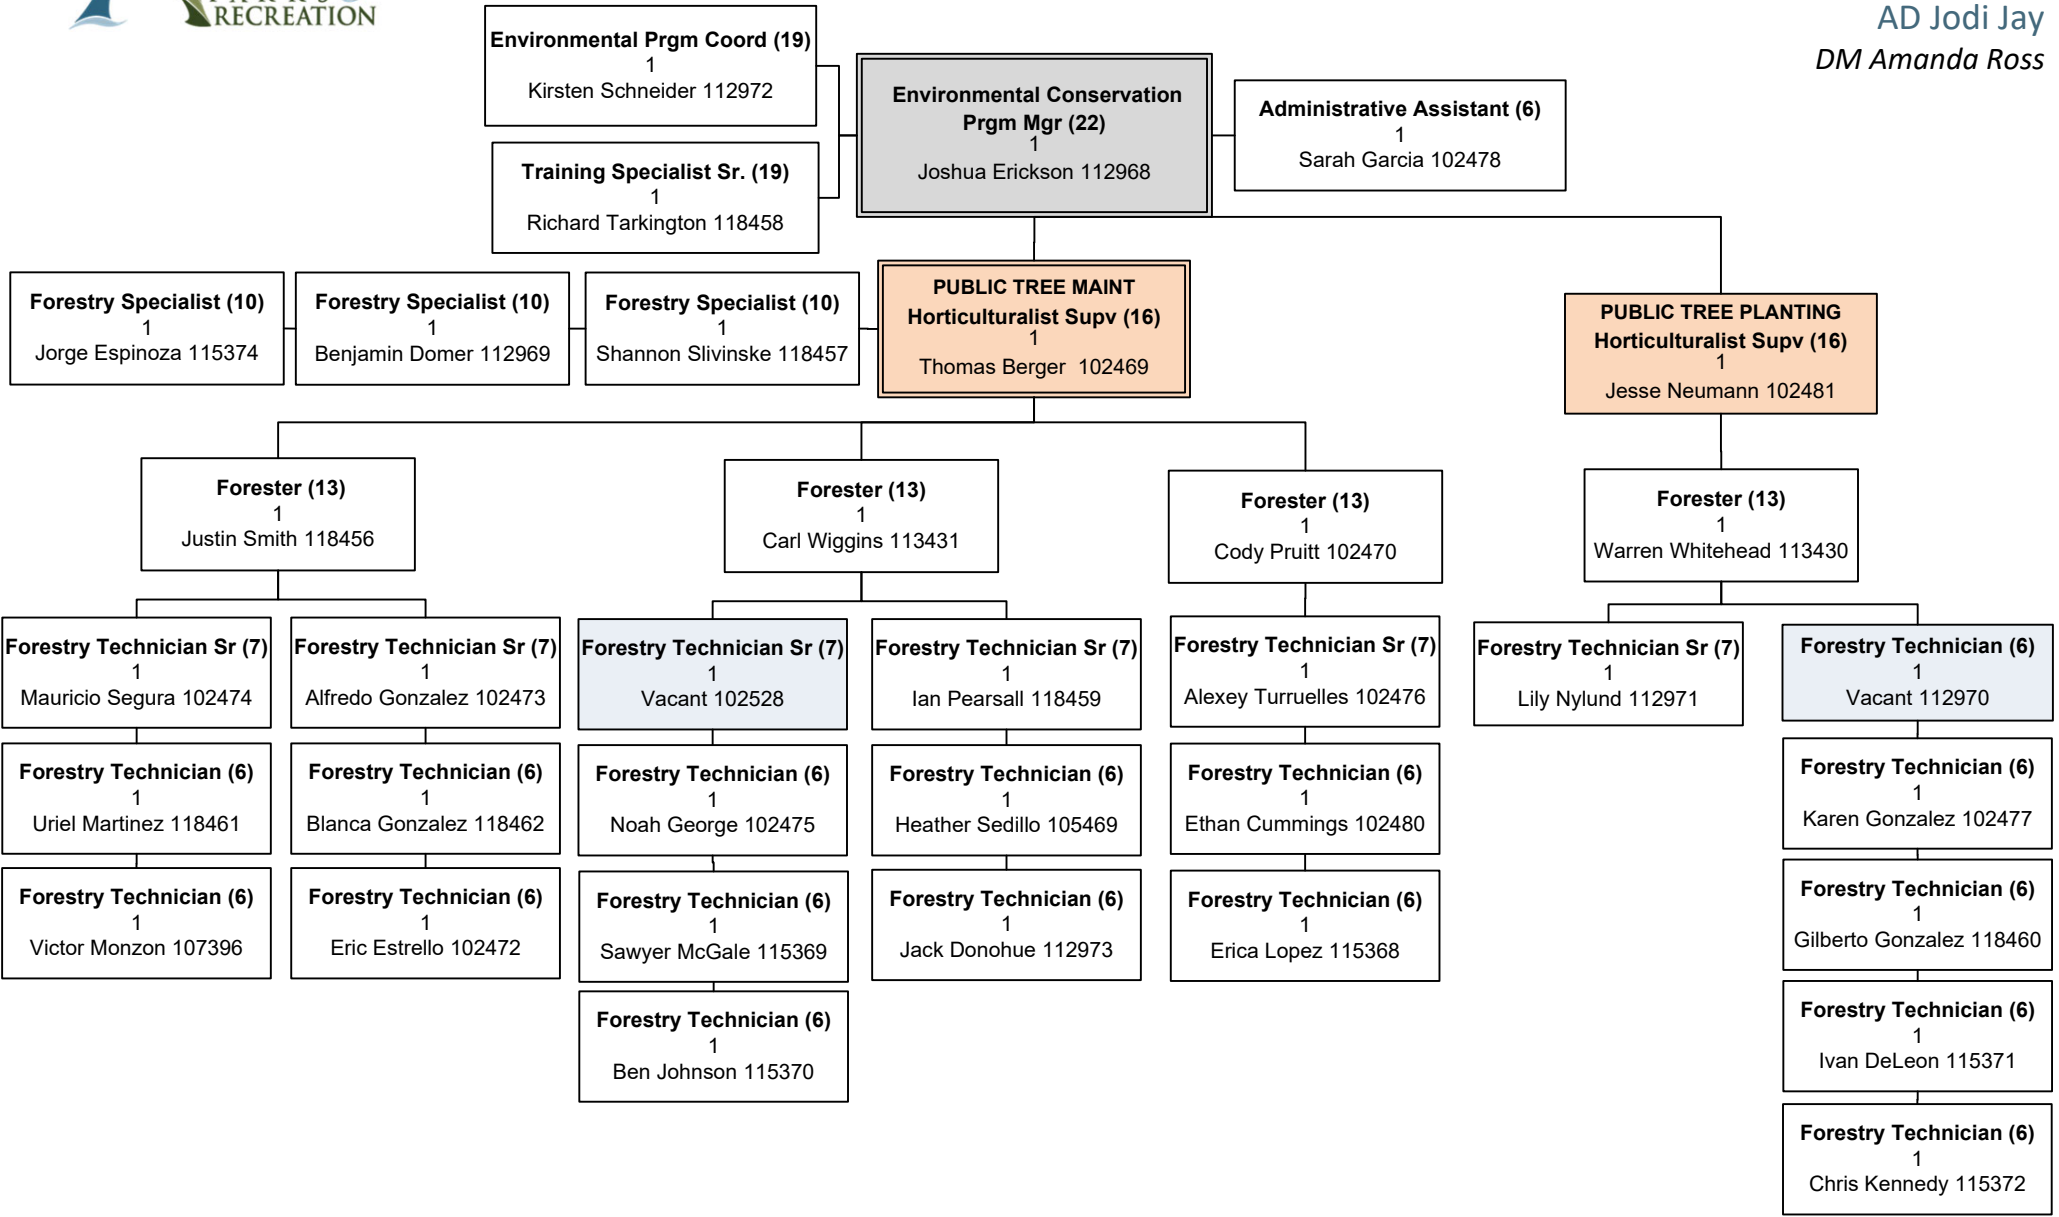 RECREATION
AD Jodi Jay
DM Amanda Ross
Environmental Prgm Coord (19)
1
Kirsten Schneider 112972
Environmental Conservation
Prgm Mgr (22)
1
Joshua Erickson 112968
Administrative Assistant (6)
1
Sarah Garcia 102478
Training Specialist Sr. (19)
1
Richard Tarkington 118458
Forestry Specialist (10)
1
Jorge Espinoza 115374
Forestry Specialist (10)
1
Benjamin Domer 112969
Forestry Specialist (10)
1
Shannon Slivinske 118457
PUBLIC TREE MAINT
Horticulturalist Supv (16)
1
Thomas Berger 102469
PUBLIC TREE PLANTING
Horticulturalist Supv (16)
1
Jesse Neumann 102481
Forester (13)
1
Justin Smith 118456
Forester (13)
1
Carl Wiggins 113431
Forester (13)
1
Cody Pruitt 102470
Forester (13)
1
Warren Whitehead 113430
Forestry Technician Sr (7)
1
Mauricio Segura 102474
Forestry Technician (6)
1
Uriel Martinez 118461
Forestry Technician (6)
1
Victor Monzon 107396
Forestry Technician Sr (7)
1
Alfredo Gonzalez 102473
Forestry Technician (6)
1
Blanca Gonzalez 118462
Forestry Technician (6)
1
Eric Estrello 102472
Forestry Technician Sr (7)
1
Vacant 102528
Forestry Technician (6)
1
Noah George 102475
Forestry Technician (6)
1
Sawyer McGale 115369
Forestry Technician (6)
1
Ben Johnson 115370
Forestry Technician Sr (7)
1
Ian Pearsall 118459
Forestry Technician (6)
1
Heather Sedillo 105469
Forestry Technician (6)
1
Jack Donohue 112973
Forestry Technician Sr (7)
1
Alexey Turruelles 102476
Forestry Technician (6)
1
Ethan Cummings 102480
Forestry Technician (6)
1
Erica Lopez 115368
Forestry Technician Sr (7)
1
Lily Nylund 112971
Forestry Technician (6)
1
Vacant 112970
Forestry Technician (6)
1
Karen Gonzalez 102477
Forestry Technician (6)
1
Gilberto Gonzalez 118460
Forestry Technician (6)
1
Ivan DeLeon 115371
Forestry Technician (6)
1
Chris Kennedy 115372